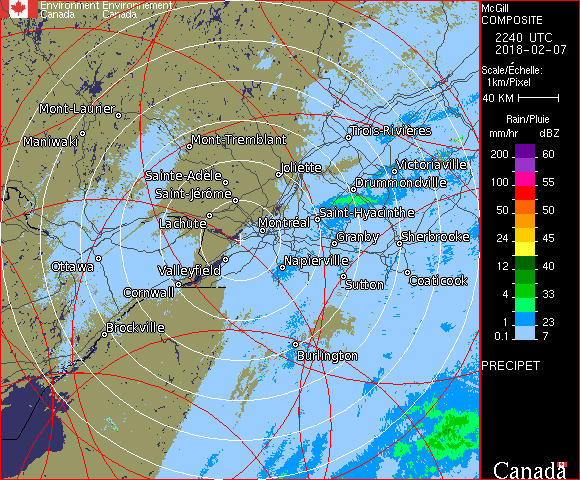 Environment Environnement
Canada Canada
McGill
COMPOSITE
2240 UTC
2018-02-07
Scale/Échelle:
1km/Pixel
40 KM
Rain/Pluie
mm/hr dBZ
200 60
100 55
50 50
24 45
12 40
4 33
1 23
0.1 7
PRECIPET
Canada
Mont-Laurier
Maniwaki
Mont-Tremblant
Trois-Rivières
Sainte-Adèle
Joliette
Victoriaville
Saint-Jérôme
Drummondville
Lachute
Montréal
Saint-Hyacinthe
Granby
Sherbrooke
Ottawa
Valleyfield
Napierville
Cornwall
Sutton
Coaticook
Brockville
Burlington